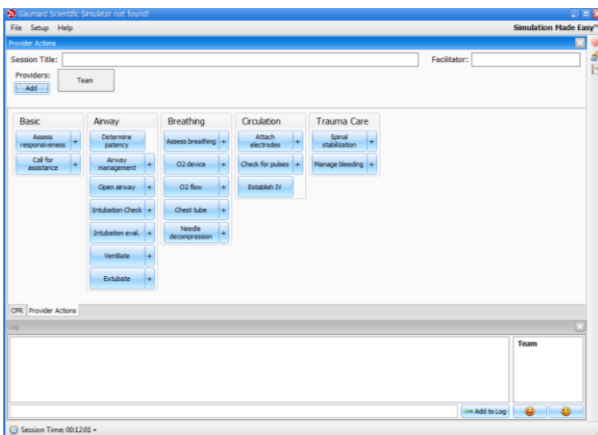 Gaumard Scientific Simulator not found!
File Setup Help
Simulation Made Easy™
Provider Actions
Session Title:
Facilitator:
Providers:
Add
Team
Basic
Assess responsiveness +
Call for assistance +
Airway
Determine patency
Airway management +
Open airway +
Intubation Check +
Intubation eval. +
Ventilate +
Extubate +
Breathing
Assess breathing +
O2 device +
O2 flow +
Chest tube +
Needle decompression +
Circulation
Attach electrodes +
Check for pulses +
Establish IV
Trauma Care
Spinal stabilization +
Manage bleeding +
CPR Provider Actions
Log
Team
Add to Log
Session Time: 00:12:01